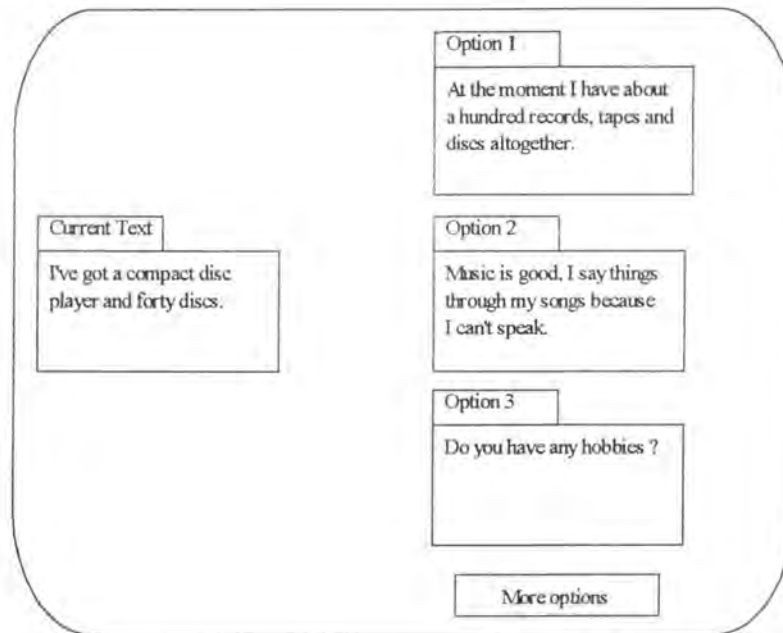 Current Text
I've got a compact disc
player and forty discs.
Option 1
At the moment I have about
a hundred records, tapes and
discs altogether.
Option 2
Music is good, I say things
through my songs because
I can't speak.
Option 3
Do you have any hobbies ?
More options